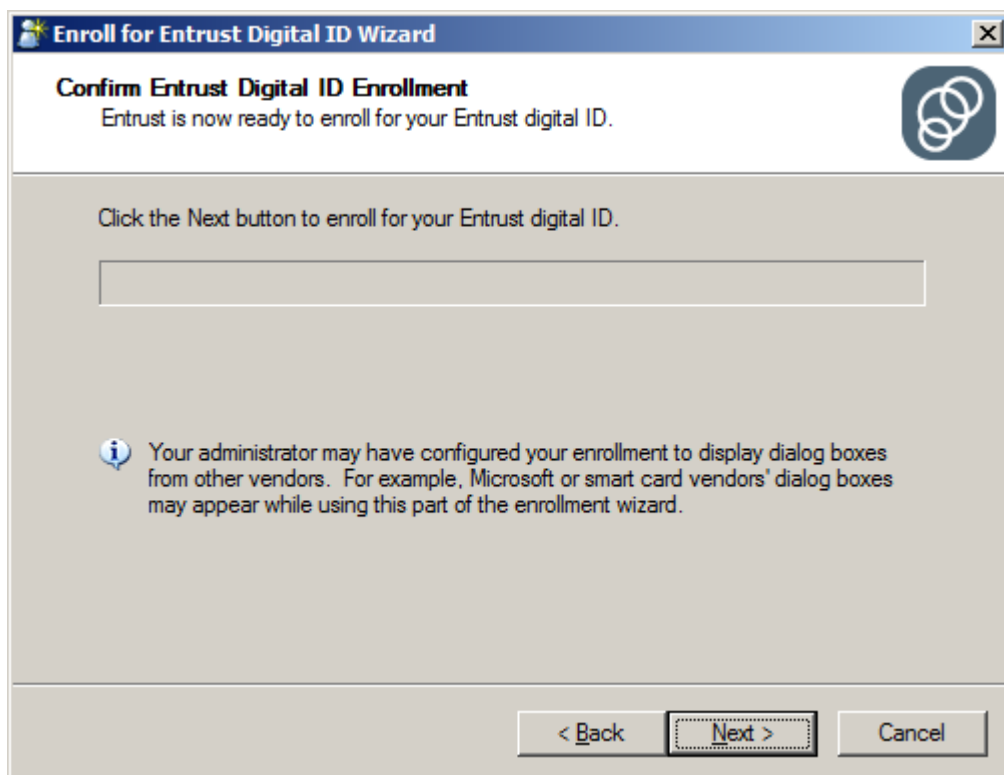 Enroll for Entrust Digital ID Wizard
Confirm Entrust Digital ID Enrollment
Entrust is now ready to enroll for your Entrust digital ID.
Click the Next button to enroll for your Entrust digital ID.
Your administrator may have configured your enrollment to display dialog boxes
from other vendors.  For example, Microsoft or smart card vendors' dialog boxes
may appear while using this part of the enrollment wizard.
< Back
Next >
Cancel